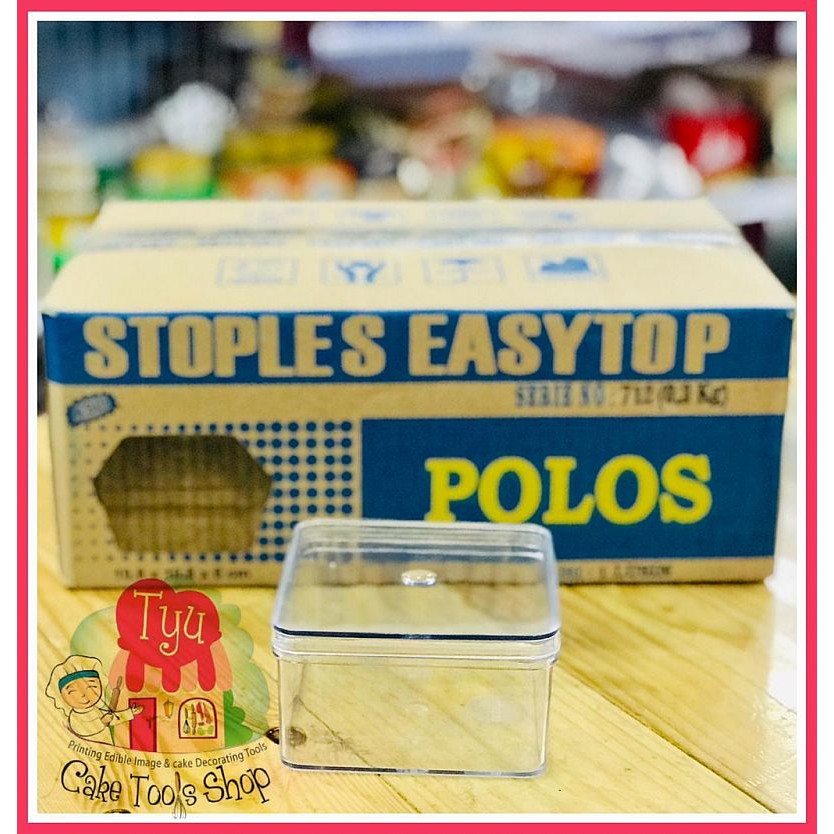 STOPLES EASYTOP
SERIE NO : 712 (0,3 Kg)
POLOS
Tyu
Printing Edible Image & cake Decorating Tools
Cake Tools Shop